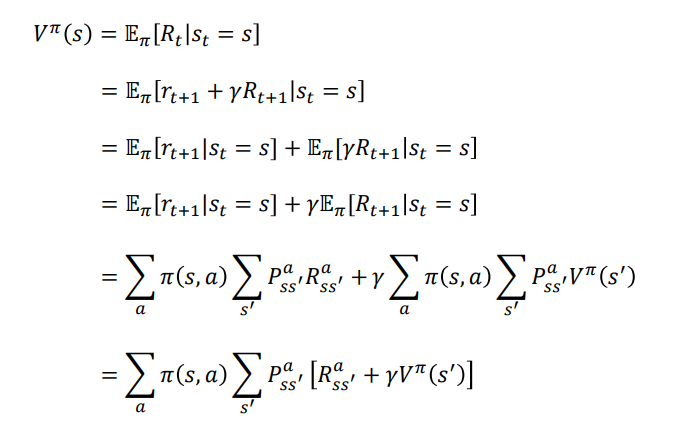 V^π(s) = 𝔼_π[R_t|s_t = s]
= 𝔼_π[r_{t+1} + γR_{t+1}|s_t = s]
= 𝔼_π[r_{t+1}|s_t = s] + 𝔼_π[γR_{t+1}|s_t = s]
= 𝔼_π[r_{t+1}|s_t = s] + γ𝔼_π[R_{t+1}|s_t = s]
= ∑_a π(s, a) ∑_{s'} P^a_{ss'} R^a_{ss'} + γ ∑_a π(s, a) ∑_{s'} P^a_{ss'} V^π(s')
= ∑_a π(s, a) ∑_{s'} P^a_{ss'} [R^a_{ss'} + γV^π(s')]